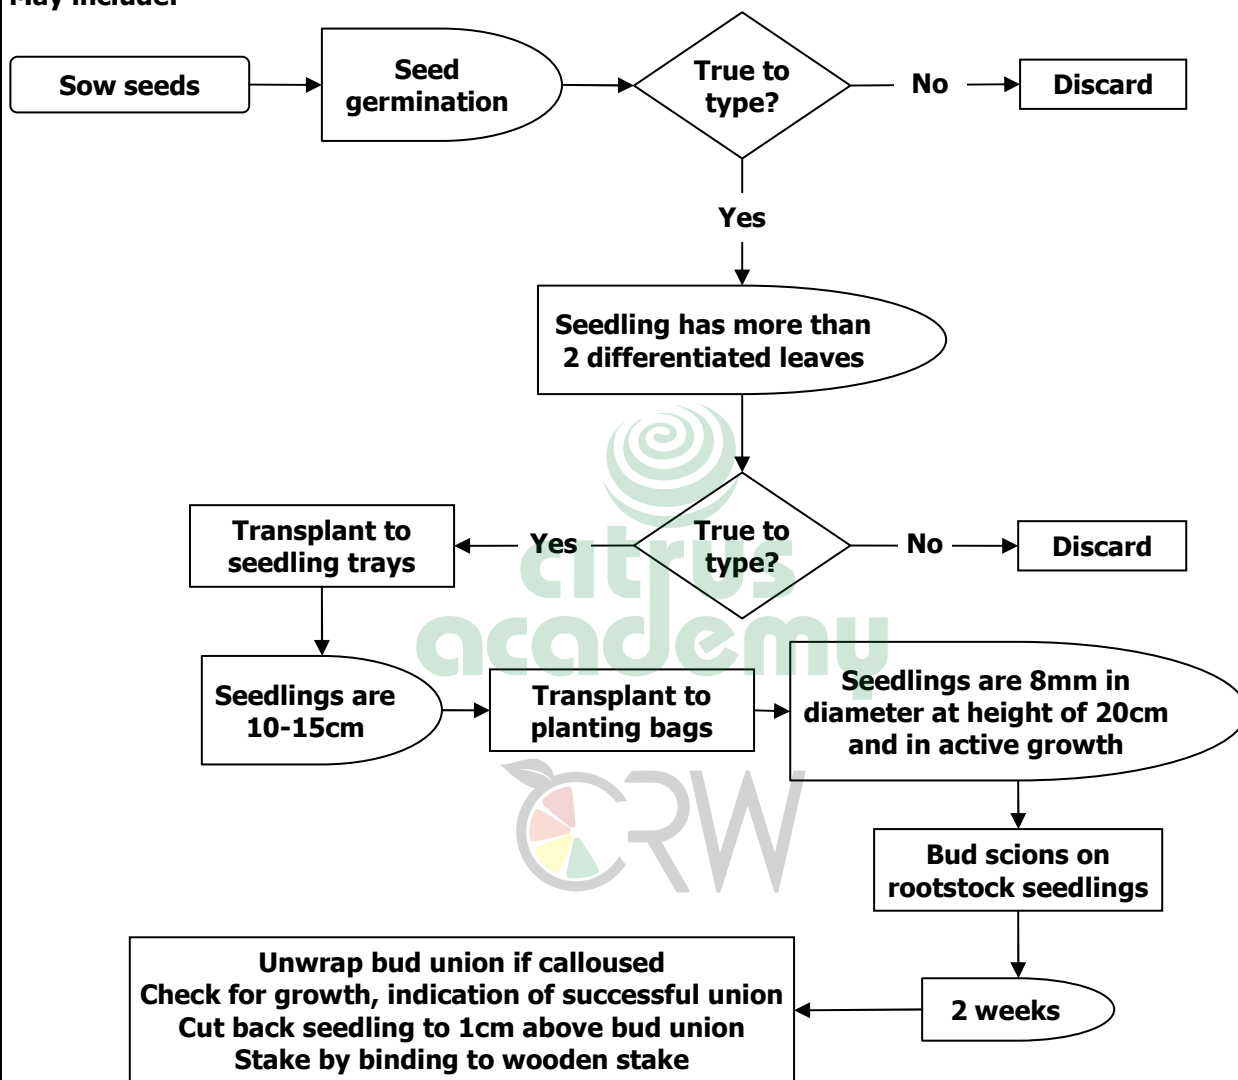 May include:
Sow seeds
Seed
germination
True to
type?
No
Discard
Yes
Seedling has more than
2 differentiated leaves
True to
type?
No
Discard
Yes
Transplant to
seedling trays
Seedlings are
10-15cm
Transplant to
planting bags
Seedlings are 8mm in
diameter at height of 20cm
and in active growth
Bud scions on
rootstock seedlings
2 weeks
Unwrap bud union if calloused
Check for growth, indication of successful union
Cut back seedling to 1cm above bud union
Stake by binding to wooden stake
citrus
academy
CRW